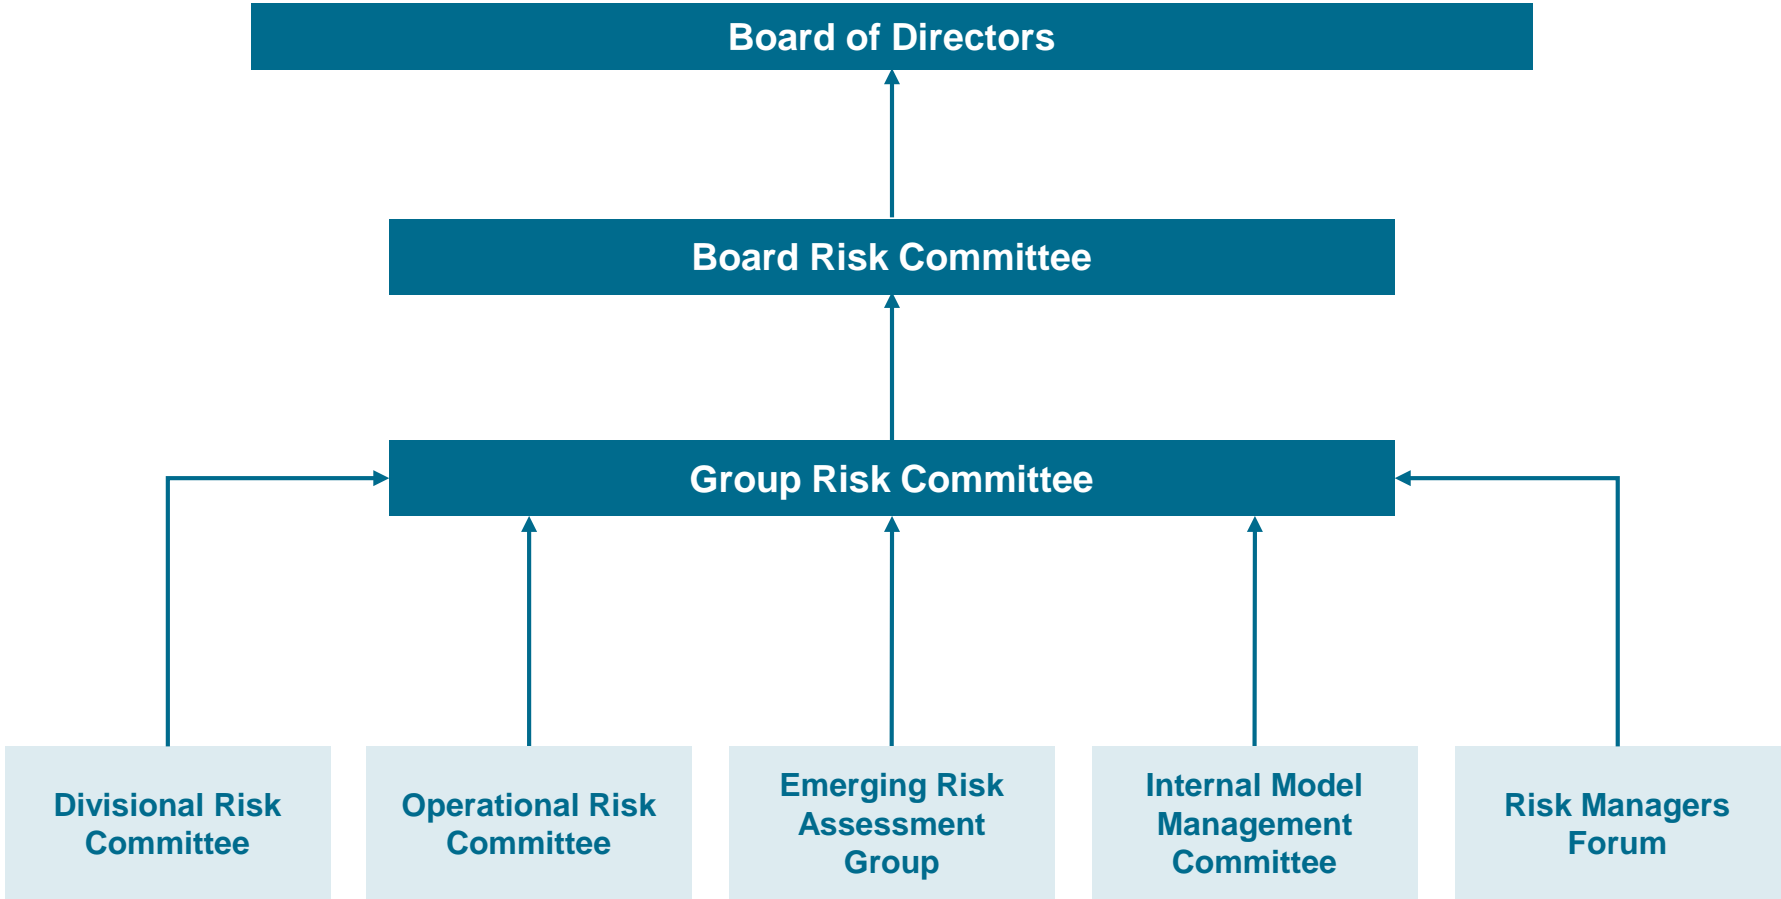 Board of Directors
Board Risk Committee
Group Risk Committee
Divisional Risk
Committee
Operational Risk
Committee
Emerging Risk
Assessment
Group
Internal Model
Management
Committee
Risk Managers
Forum